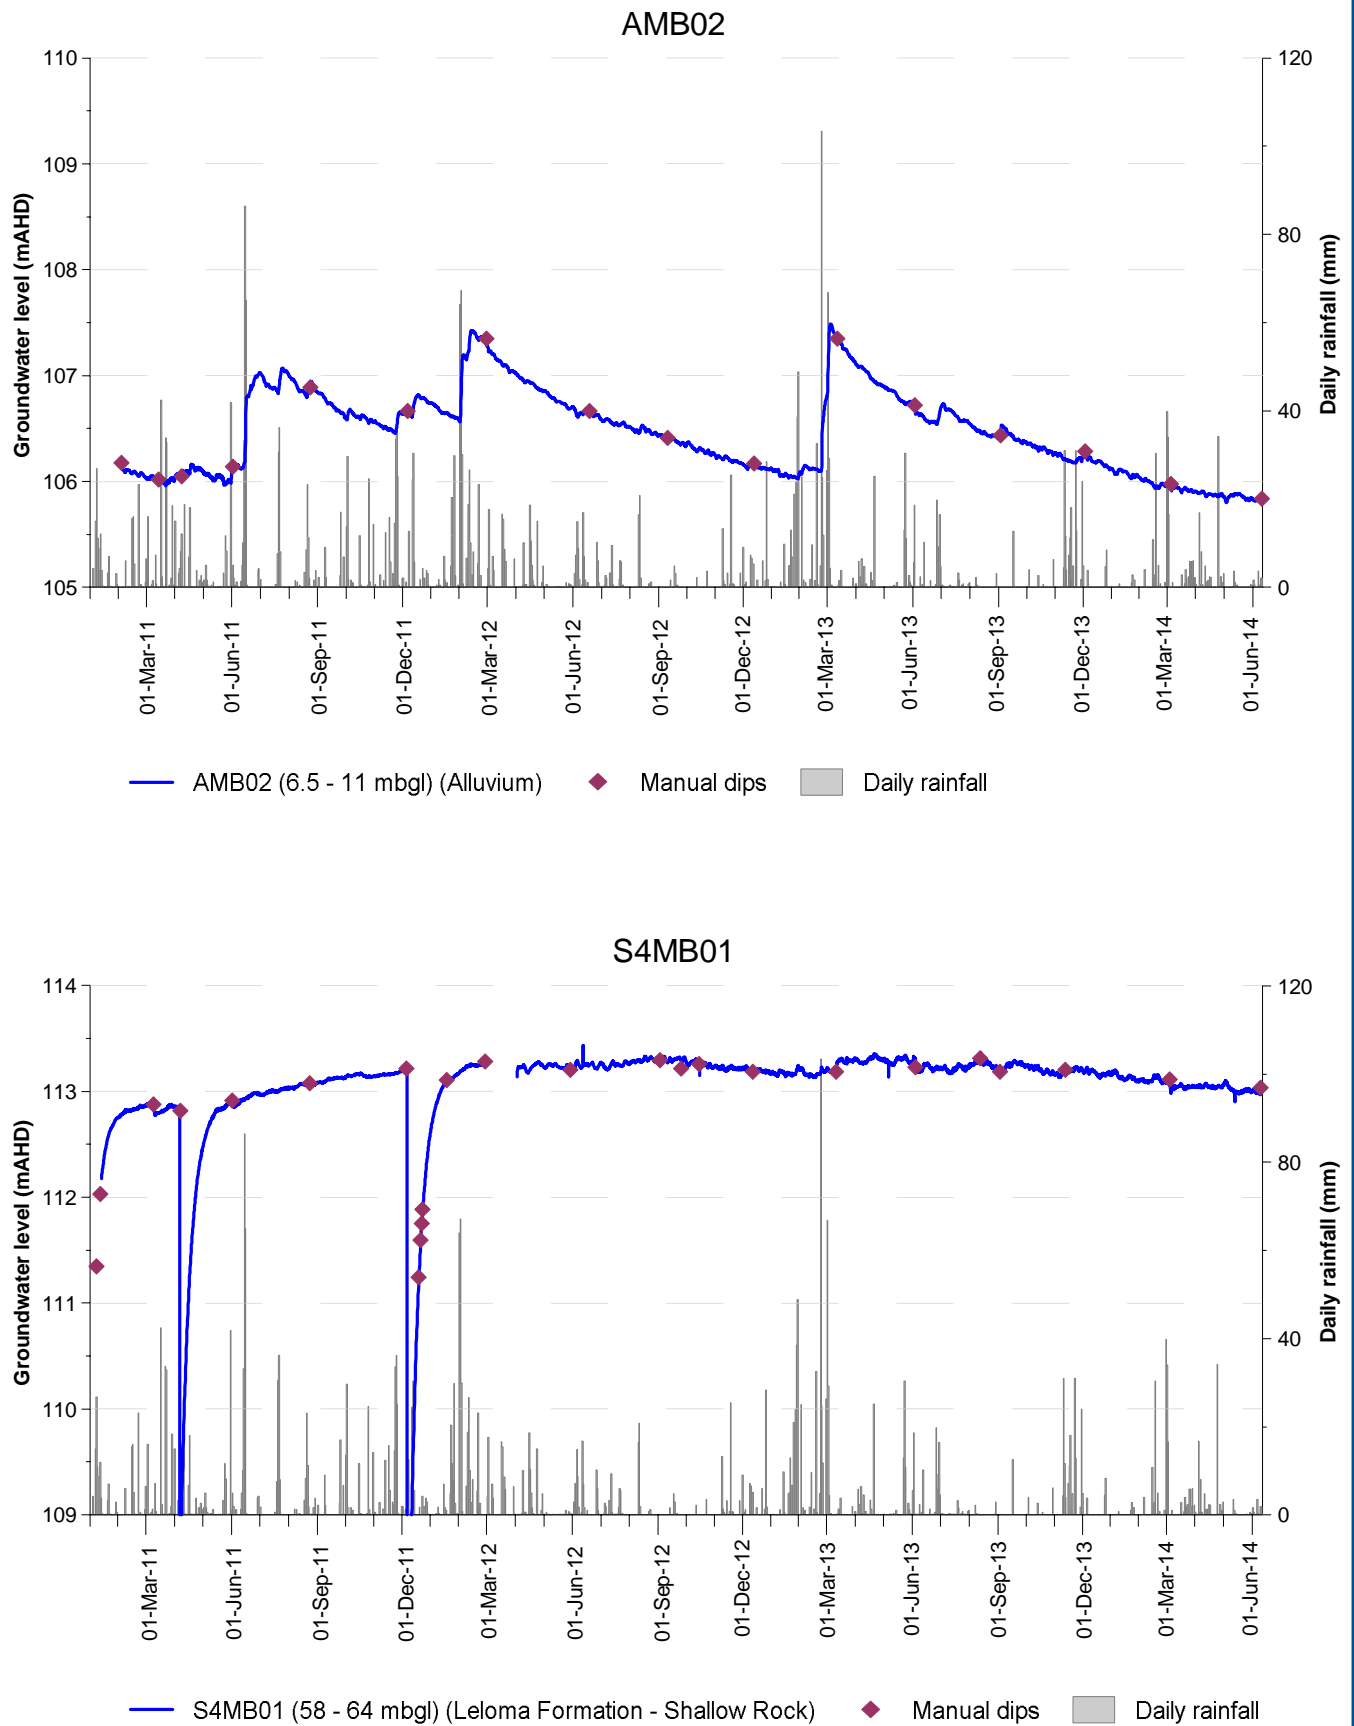 AMB02
110
109
108
107
106
105
Groundwater level (mAHD)
120
80
40
0
Daily rainfall (mm)
01-Mar-11
01-Jun-11
01-Sep-11
01-Dec-11
01-Mar-12
01-Jun-12
01-Sep-12
01-Dec-12
01-Mar-13
01-Jun-13
01-Sep-13
01-Dec-13
01-Mar-14
01-Jun-14
AMB02 (6.5 - 11 mbgl) (Alluvium) Manual dips Daily rainfall
S4MB01
114
113
112
111
110
109
Groundwater level (mAHD)
120
80
40
0
Daily rainfall (mm)
01-Mar-11
01-Jun-11
01-Sep-11
01-Dec-11
01-Mar-12
01-Jun-12
01-Sep-12
01-Dec-12
01-Mar-13
01-Jun-13
01-Sep-13
01-Dec-13
01-Mar-14
01-Jun-14
S4MB01 (58 - 64 mbgl) (Leloma Formation - Shallow Rock) Manual dips Daily rainfall